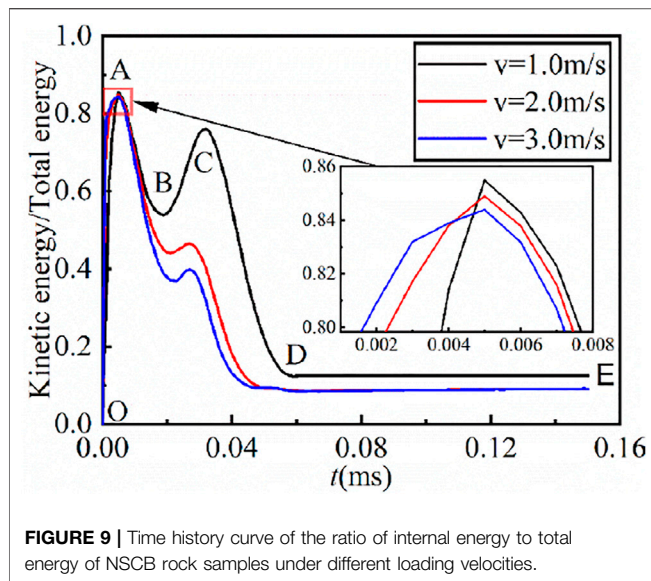 1.0
A
v=1.0m/s
v=2.0m/s
v=3.0m/s
0.8
B
C
0.6
0.86
0.84
0.82
0.80
0.002 0.004 0.006 0.008
0.4
0.2
D
E
0.0
O
0.00 0.04 0.08 0.12 0.16
Kinetic energy/Total energy
t(ms)
FIGURE 9 | Time history curve of the ratio of internal energy to total
energy of NSCB rock samples under different loading velocities.